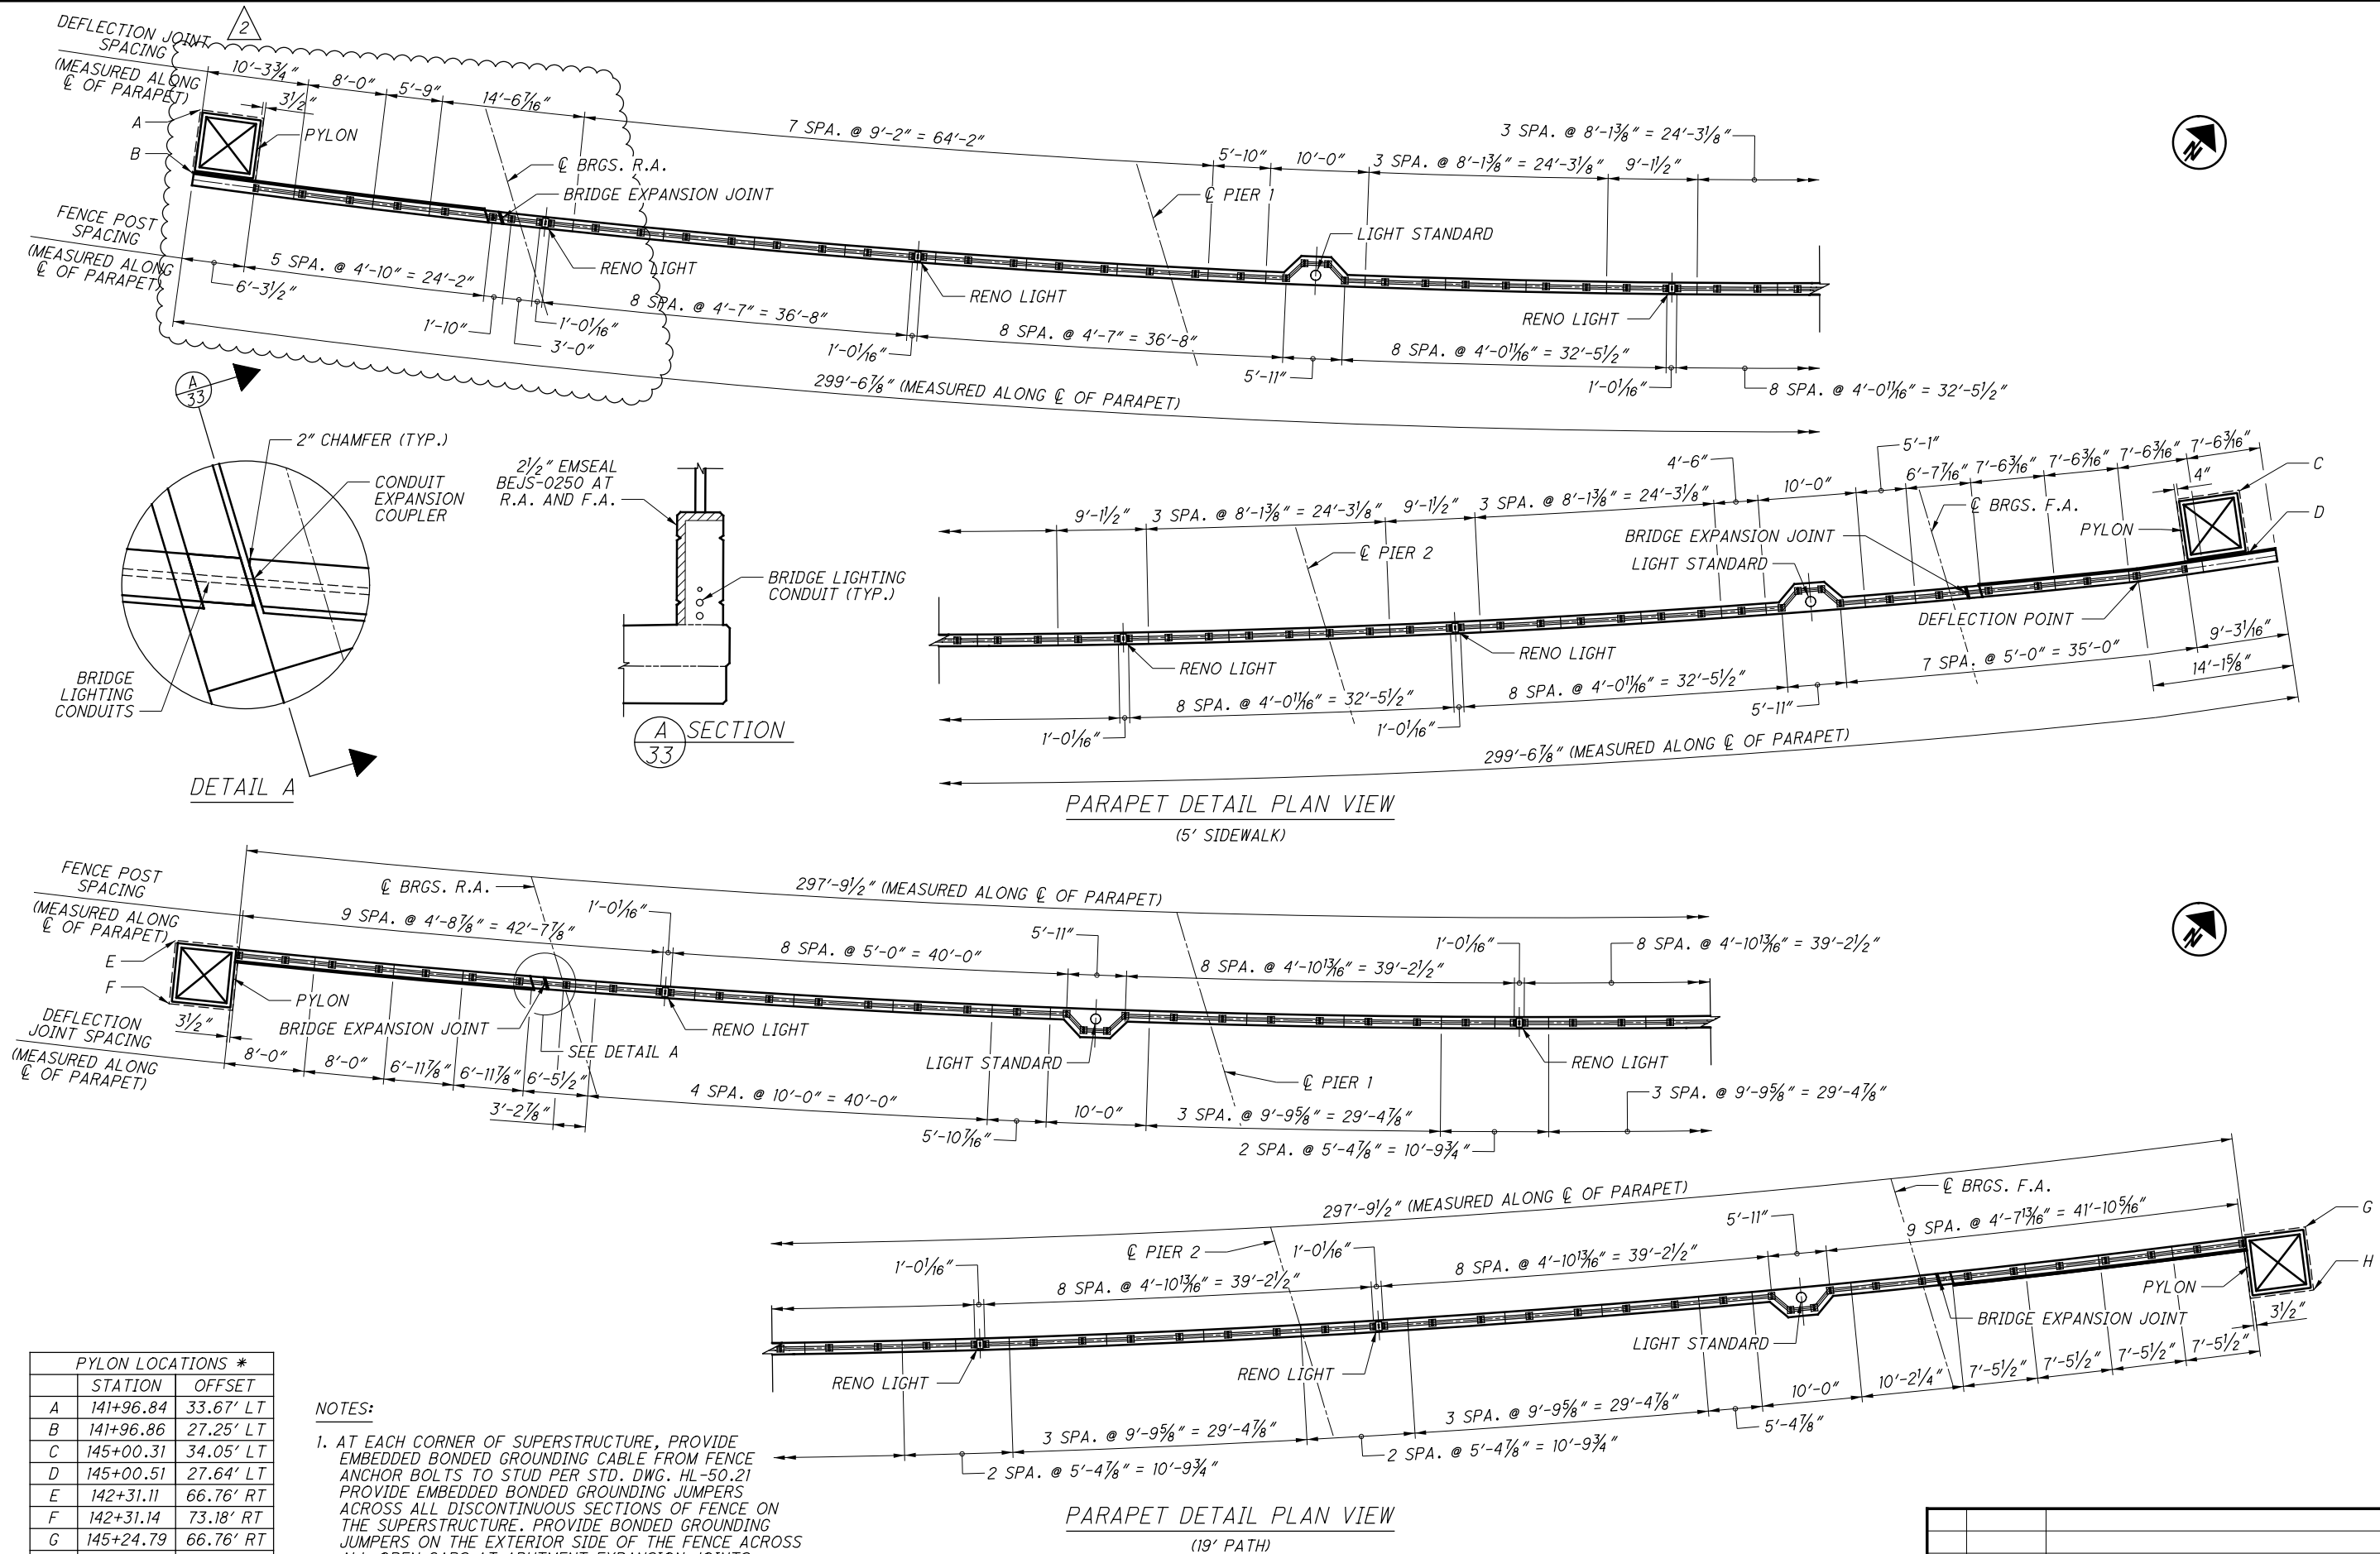 DEFLECTION JOINT
SPACING
(MEASURED ALONG
℄ OF PARAPET)
2
10'-3¾"
8'-0"
5'-9"
14'-6⁷⁄₁₆"
3½"
A
B
PYLON
7 SPA. @ 9'-2" = 64'-2"
℄ BRGS. R.A.
BRIDGE EXPANSION JOINT
5'-10"
10'-0"
3 SPA. @ 8'-1⅜" = 24'-3⅛"
9'-1½"
3 SPA. @ 8'-1⅜" = 24'-3⅛"
℄ PIER 1
LIGHT STANDARD
N
FENCE POST
SPACING
(MEASURED ALONG
℄ OF PARAPET)
6'-3½"
5 SPA. @ 4'-10" = 24'-2"
1'-10"
3'-0"
1'-0¹⁄₁₆"
RENO LIGHT
8 SPA. @ 4'-7" = 36'-8"
1'-0¹⁄₁₆"
RENO LIGHT
8 SPA. @ 4'-7" = 36'-8"
5'-11"
8 SPA. @ 4'-0¹¹⁄₁₆" = 32'-5½"
RENO LIGHT
1'-0¹⁄₁₆"
8 SPA. @ 4'-0¹¹⁄₁₆" = 32'-5½"
299'-6⅞" (MEASURED ALONG ℄ OF PARAPET)
A
33
2" CHAMFER (TYP.)
CONDUIT
EXPANSION
COUPLER
BRIDGE
LIGHTING
CONDUITS
DETAIL A
2½" EMSEAL
BEJS-0250 AT
R.A. AND F.A.
BRIDGE LIGHTING
CONDUIT (TYP.)
A
33
SECTION
9'-1½"
3 SPA. @ 8'-1⅜" = 24'-3⅛"
9'-1½"
3 SPA. @ 8'-1⅜" = 24'-3⅛"
4'-6"
10'-0"
5'-1"
6'-7⁷⁄₁₆"
7'-6³⁄₁₆"
7'-6³⁄₁₆"
7'-6³⁄₁₆"
7'-6³⁄₁₆"
4"
C
D
℄ PIER 2
BRIDGE EXPANSION JOINT
LIGHT STANDARD
℄ BRGS. F.A.
PYLON
DEFLECTION POINT
RENO LIGHT
RENO LIGHT
1'-0¹⁄₁₆"
8 SPA. @ 4'-0¹¹⁄₁₆" = 32'-5½"
1'-0¹⁄₁₆"
8 SPA. @ 4'-0¹¹⁄₁₆" = 32'-5½"
5'-11"
7 SPA. @ 5'-0" = 35'-0"
9'-3¹⁄₁₆"
14'-1⅝"
299'-6⅞" (MEASURED ALONG ℄ OF PARAPET)
PARAPET DETAIL PLAN VIEW
(5' SIDEWALK)
FENCE POST
SPACING
(MEASURED ALONG
℄ OF PARAPET)
℄ BRGS. R.A.
297'-9½" (MEASURED ALONG ℄ OF PARAPET)
9 SPA. @ 4'-8⅞" = 42'-7⅞"
1'-0¹⁄₁₆"
8 SPA. @ 5'-0" = 40'-0"
5'-11"
8 SPA. @ 4'-10¹³⁄₁₆" = 39'-2½"
1'-0¹⁄₁₆"
8 SPA. @ 4'-10¹³⁄₁₆" = 39'-2½"
N
E
F
PYLON
BRIDGE EXPANSION JOINT
RENO LIGHT
SEE DETAIL A
LIGHT STANDARD
℄ PIER 1
RENO LIGHT
DEFLECTION
JOINT SPACING
(MEASURED ALONG
℄ OF PARAPET)
3½"
8'-0"
8'-0"
6'-11⅞"
6'-11⅞"
6'-5½"
3'-2⅞"
4 SPA. @ 10'-0" = 40'-0"
5'-10⁷⁄₁₆"
10'-0"
3 SPA. @ 9'-9⅝" = 29'-4⅞"
2 SPA. @ 5'-4⅞" = 10'-9¾"
3 SPA. @ 9'-9⅝" = 29'-4⅞"
297'-9½" (MEASURED ALONG ℄ OF PARAPET)
℄ BRGS. F.A.
℄ PIER 2
1'-0¹⁄₁₆"
8 SPA. @ 4'-10¹³⁄₁₆" = 39'-2½"
1'-0¹⁄₁₆"
8 SPA. @ 4'-10¹³⁄₁₆" = 39'-2½"
5'-11"
9 SPA. @ 4'-7¹³⁄₁₆" = 41'-10⁵⁄₁₆"
G
H
PYLON
BRIDGE EXPANSION JOINT
3½"
LIGHT STANDARD
RENO LIGHT
RENO LIGHT
2 SPA. @ 5'-4⅞" = 10'-9¾"
3 SPA. @ 9'-9⅝" = 29'-4⅞"
2 SPA. @ 5'-4⅞" = 10'-9¾"
3 SPA. @ 9'-9⅝" = 29'-4⅞"
5'-4⅞"
10'-0"
10'-2¼"
7'-5½"
7'-5½"
7'-5½"
7'-5½"
PARAPET DETAIL PLAN VIEW
(19' PATH)
PYLON LOCATIONS *
STATION OFFSET
A 141+96.84 33.67' LT
B 141+96.86 27.25' LT
C 145+00.31 34.05' LT
D 145+00.51 27.64' LT
E 142+31.11 66.76' RT
F 142+31.14 73.18' RT
G 145+24.79 66.76' RT
NOTES:
1. AT EACH CORNER OF SUPERSTRUCTURE, PROVIDE
EMBEDDED BONDED GROUNDING CABLE FROM FENCE
ANCHOR BOLTS TO STUD PER STD. DWG. HL-50.21
PROVIDE EMBEDDED BONDED GROUNDING JUMPERS
ACROSS ALL DISCONTINUOUS SECTIONS OF FENCE ON
THE SUPERSTRUCTURE. PROVIDE BONDED GROUNDING
JUMPERS ON THE EXTERIOR SIDE OF THE FENCE ACROSS